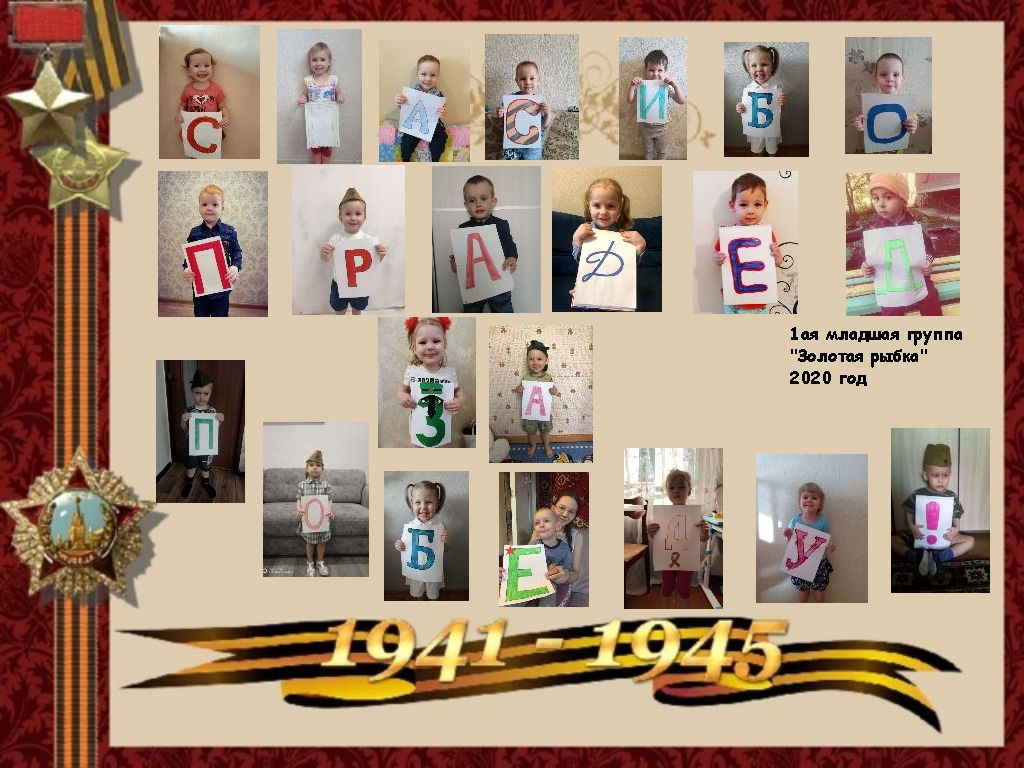 С П А С И Б О
П Р А Д Е Д
1ая младшая группа
"Золотая рыбка"
2020 год
З А
П О Б Е Д У !
1941 - 1945